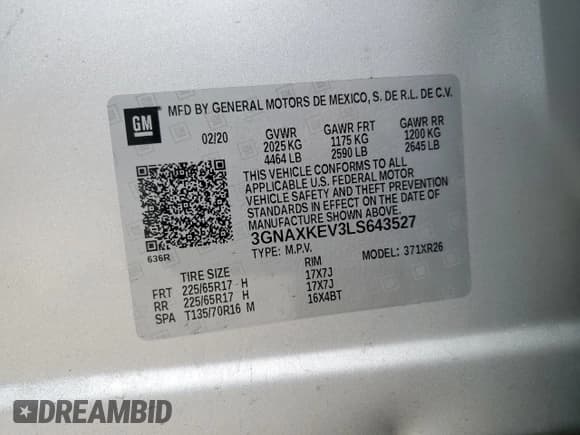 GM
MFD BY GENERAL MOTORS DE MEXICO, S. DE R.L. DE C.V.
02/20 GVWR GAWR FRT GAWR RR
2025 KG 1175 KG 1200 KG
4464 LB 2590 LB 2645 LB
THIS VEHICLE CONFORMS TO ALL
APPLICABLE U.S. FEDERAL MOTOR
VEHICLE SAFETY AND THEFT PREVENTION
STANDARDS IN EFFECT ON THE DATE OF
MANUFACTURE SHOWN ABOVE.
3GNAXKEV3LS643527
636R TYPE: M.P.V. MODEL: 371XR26
TIRE SIZE RIM
FRT 225/65R17 H 17X7J
RR 225/65R17 H 17X7J
SPA T135/70R16 M 16X4BT
DREAMBID